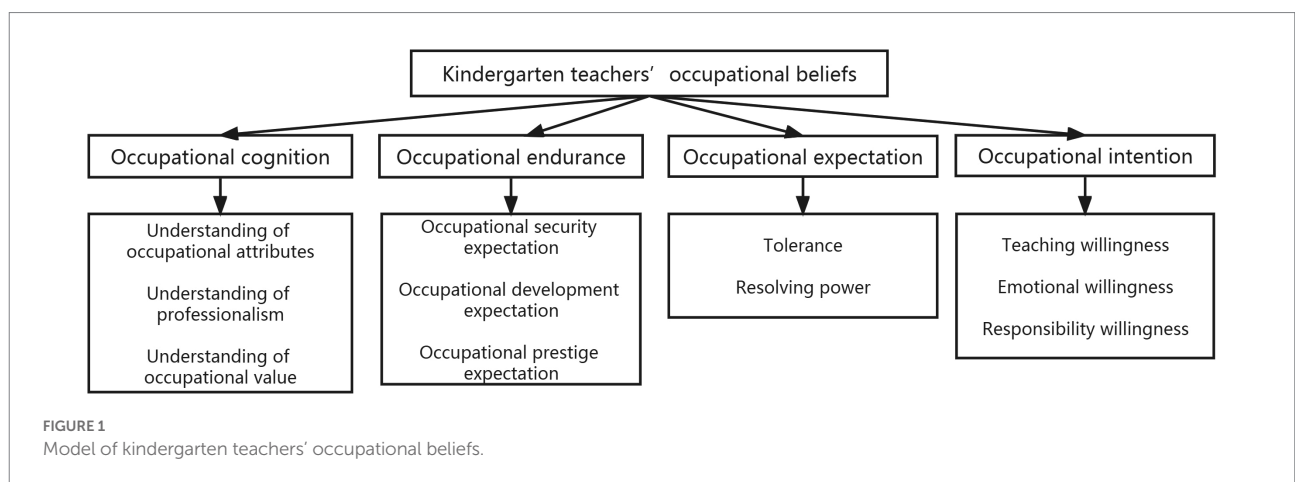 Kindergarten teachers' occupational beliefs
Occupational cognition
Occupational endurance
Occupational expectation
Occupational intention
Understanding of
occupational attributes
Understanding of
professionalism
Understanding of
occupational value
Occupational security
expectation
Occupational development
expectation
Occupational prestige
expectation
Tolerance
Resolving power
Teaching willingness
Emotional willingness
Responsibility willingness
FIGURE 1
Model of kindergarten teachers' occupational beliefs.